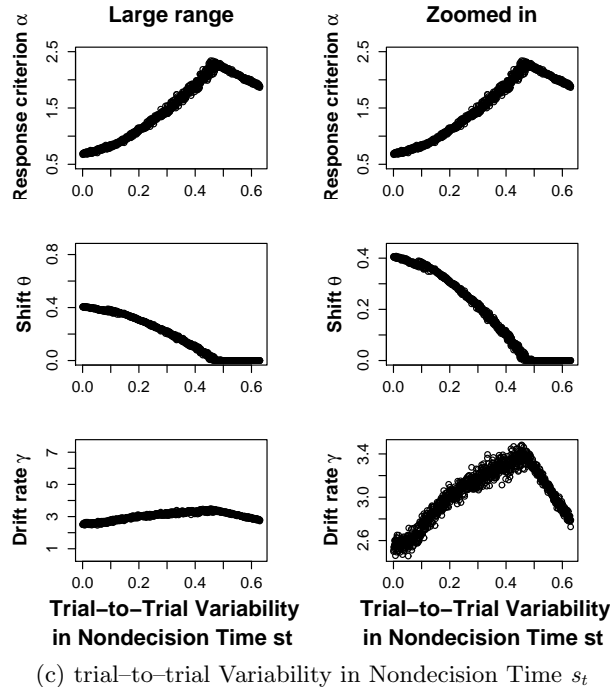 Large range
Zoomed in
Response criterion α
0.5 1.5 2.5
0.0 0.2 0.4 0.6
Response criterion α
0.5 1.5 2.5
0.0 0.2 0.4 0.6
Shift θ
0.0 0.4 0.8
0.0 0.2 0.4 0.6
Shift θ
0.0 0.2 0.4
0.0 0.2 0.4 0.6
Drift rate γ
1 3 5 7
0.0 0.2 0.4 0.6
Drift rate γ
2.6 3.0 3.4
0.0 0.2 0.4 0.6
Trial−to−Trial Variability
in Nondecision Time st
Trial−to−Trial Variability
in Nondecision Time st
(c) trial–to–trial Variability in Nondecision Time sₜ